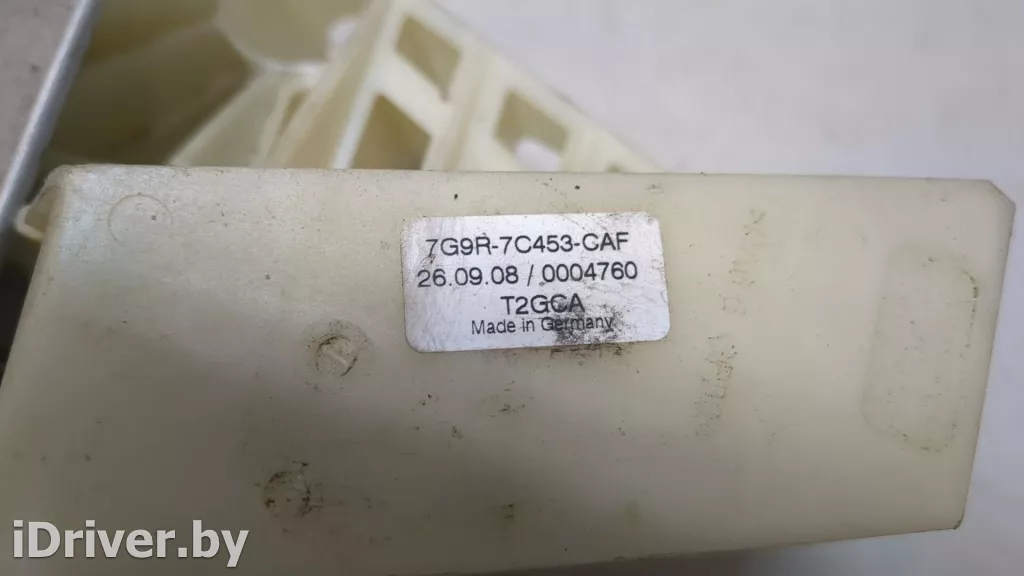 7G9R-7C453-CAF
26.09.08 / 0004760
T2GCA
Made in Germany
iDriver.by